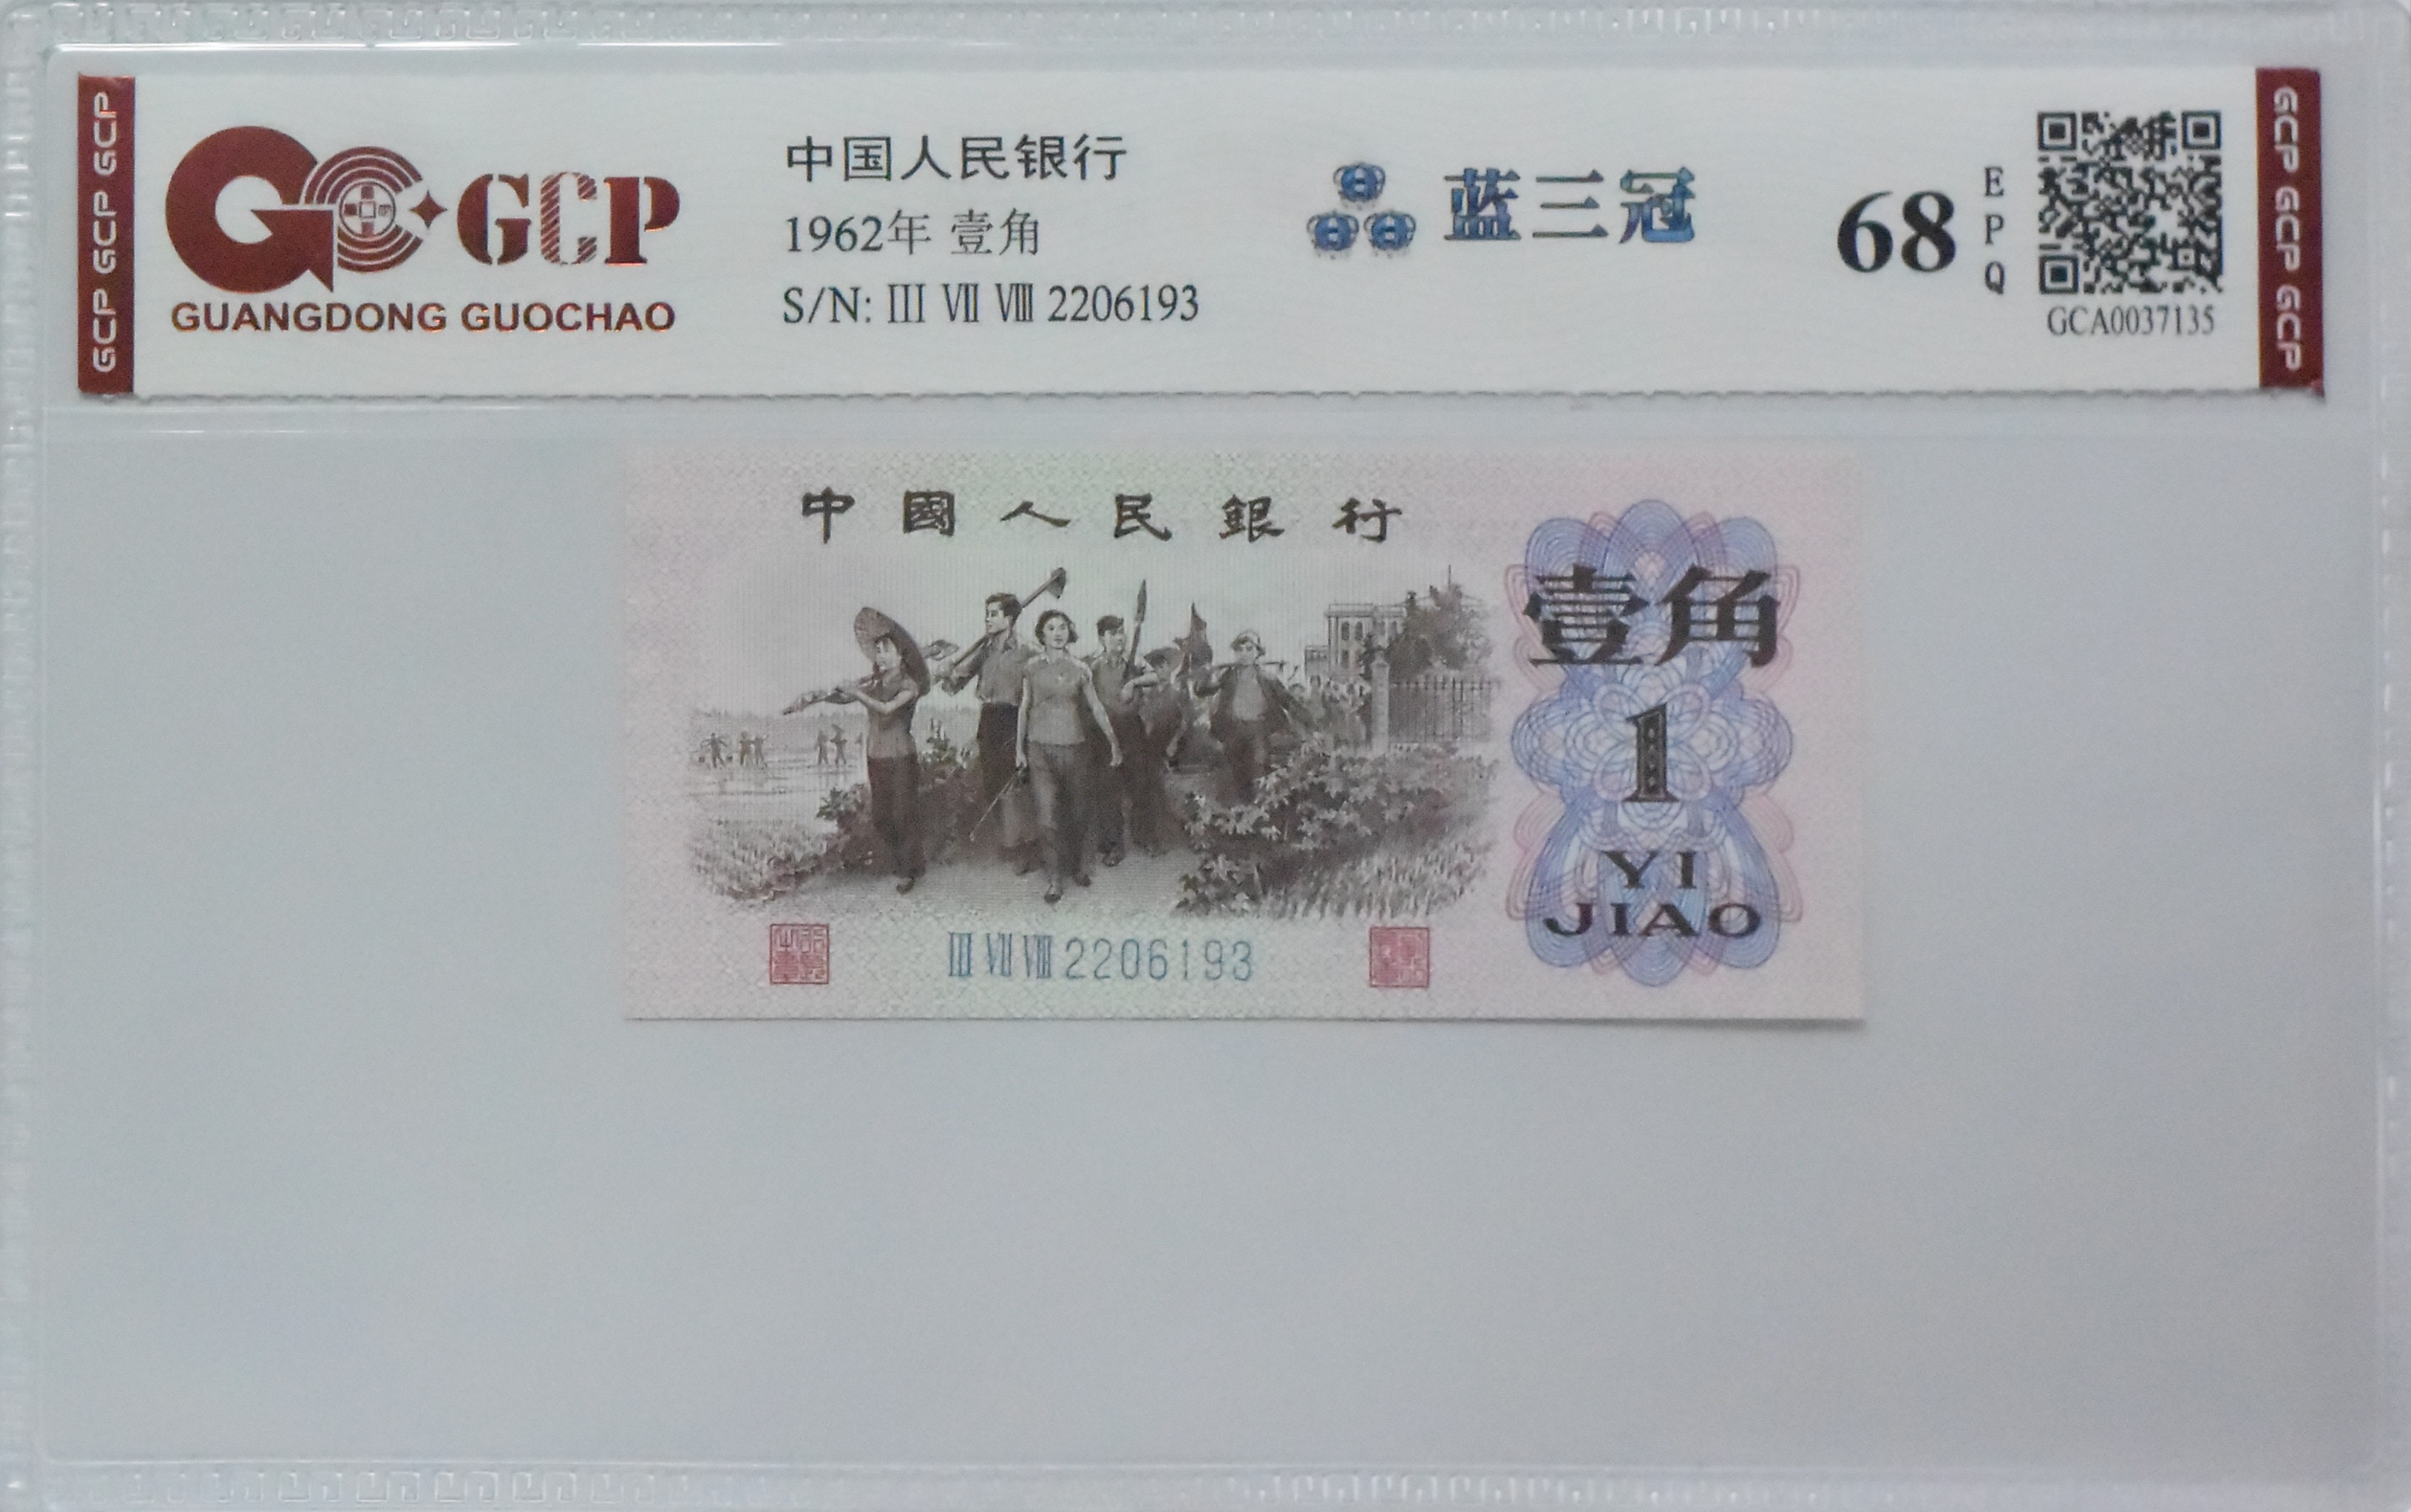 GCP GCP GCP
GCP
GUANGDONG GUOCHAO
中国人民银行
1962年 壹角
S/N: III VII VIII 2206193
蓝三冠
68
EPQ
GCA0037135
GCP GCP GCP
中國人民銀行
壹角
1
YI
JIAO
III VII VIII 2206193